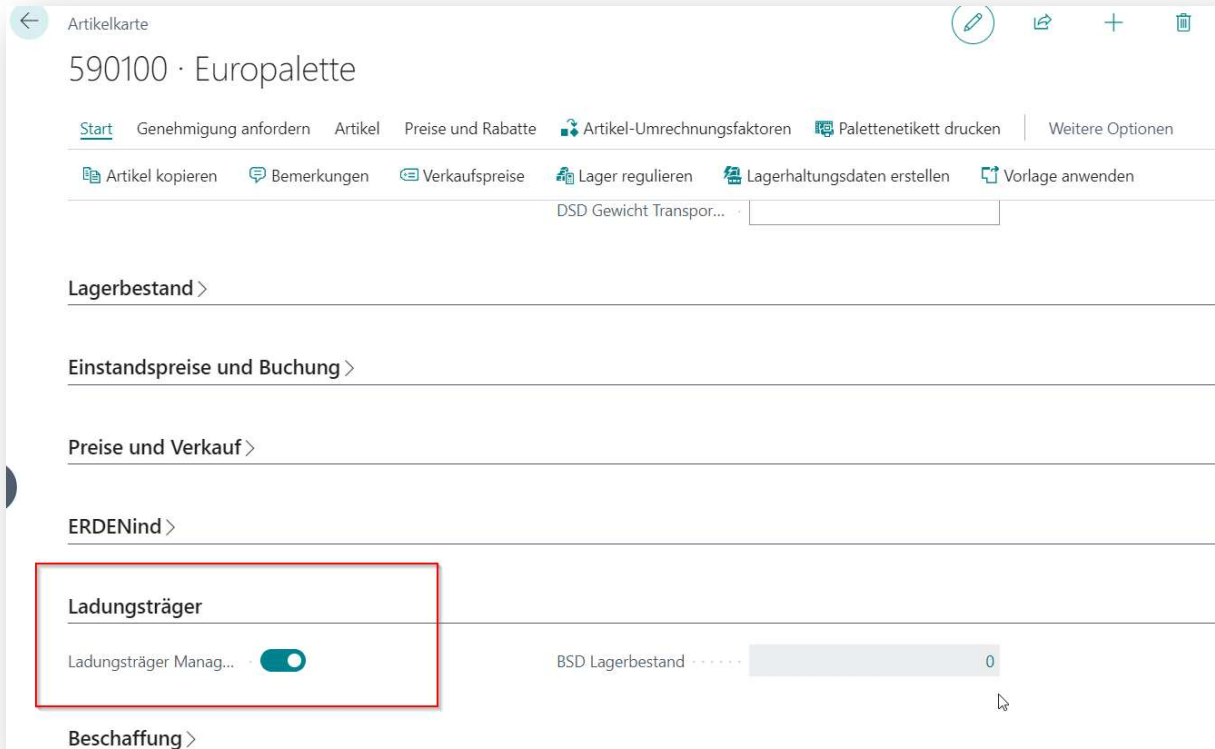 Artikelkarte
590100 · Europalette
Start Genehmigung anfordern Artikel Preise und Rabatte Artikel-Umrechnungsfaktoren Palettenetikett drucken Weitere Optionen
Artikel kopieren Bemerkungen Verkaufspreise Lager regulieren Lagerhaltungsdaten erstellen Vorlage anwenden
DSD Gewicht Transpor...
Lagerbestand
Einstandspreise und Buchung
Preise und Verkauf
ERDENind
Ladungsträger
Ladungsträger Manag... BSD Lagerbestand 0
Beschaffung